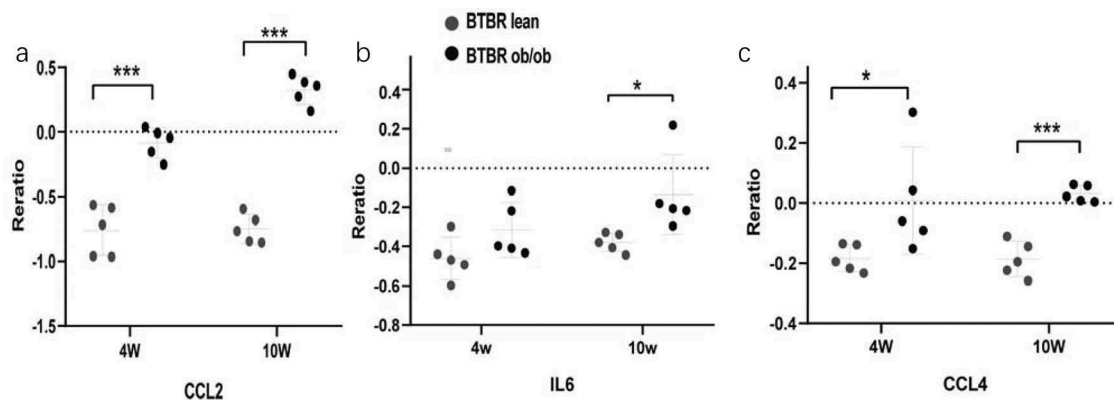 BTBR lean
BTBR ob/ob
a
***
***
0.5
0.0
-0.5
-1.0
-1.5
Reratio
4W
10W
CCL2
b
*
0.4
0.2
0.0
-0.2
-0.4
-0.6
-0.8
Reratio
4w
10w
IL6
c
*
***
0.4
0.2
0.0
-0.2
-0.4
Reratio
4W
10W
CCL4